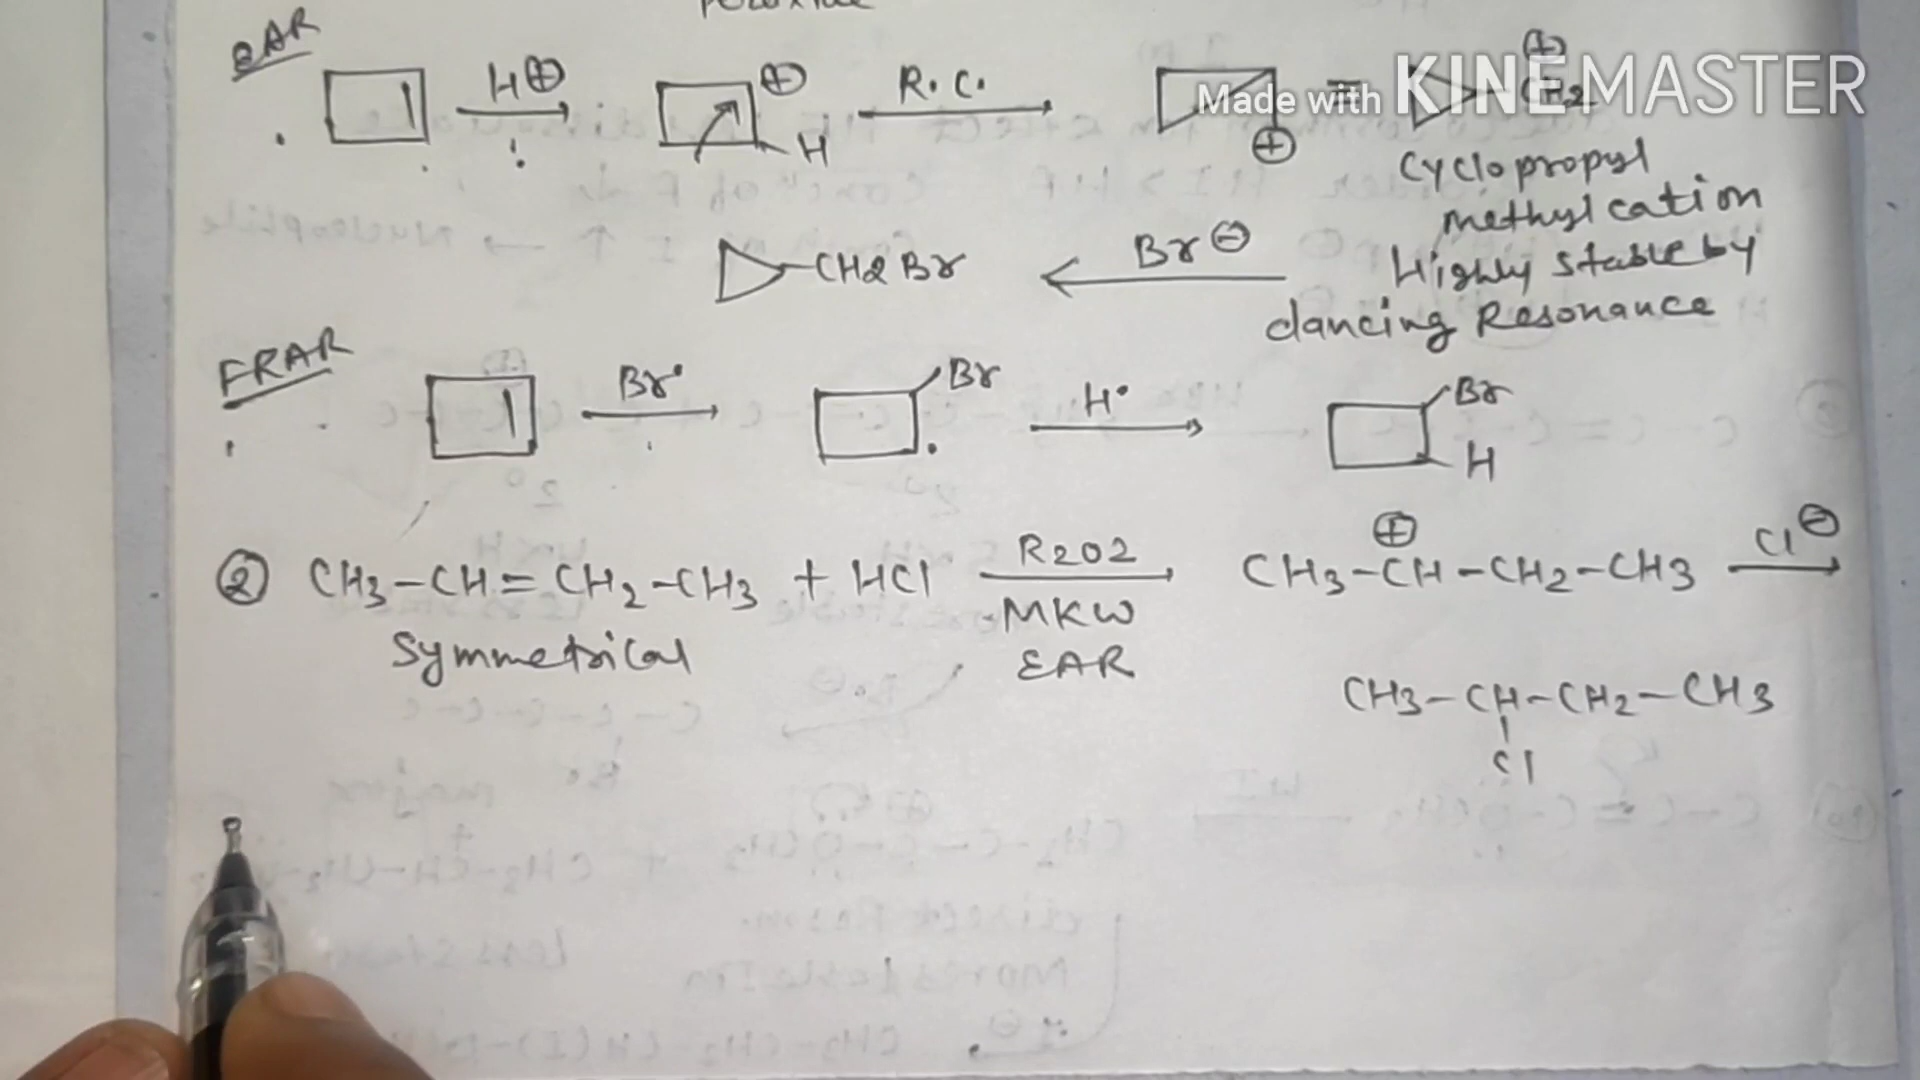 EAR
H⊕ ⊕ H R.C. ⊕ = ⊕ CH2
Made with KINEMASTER
Cyclopropyl
methyl cation
Highly stable by
dancing Resonance
Br⊖
CH2Br
FRAR
Br• Br • H• Br H
② CH3-CH=CH2-CH3 + HCl R2O2 CH3-CH-CH2-CH3 Cl⊖
⊕
Symmetrical
MKW
EAR
CH3-CH-CH2-CH3
Cl